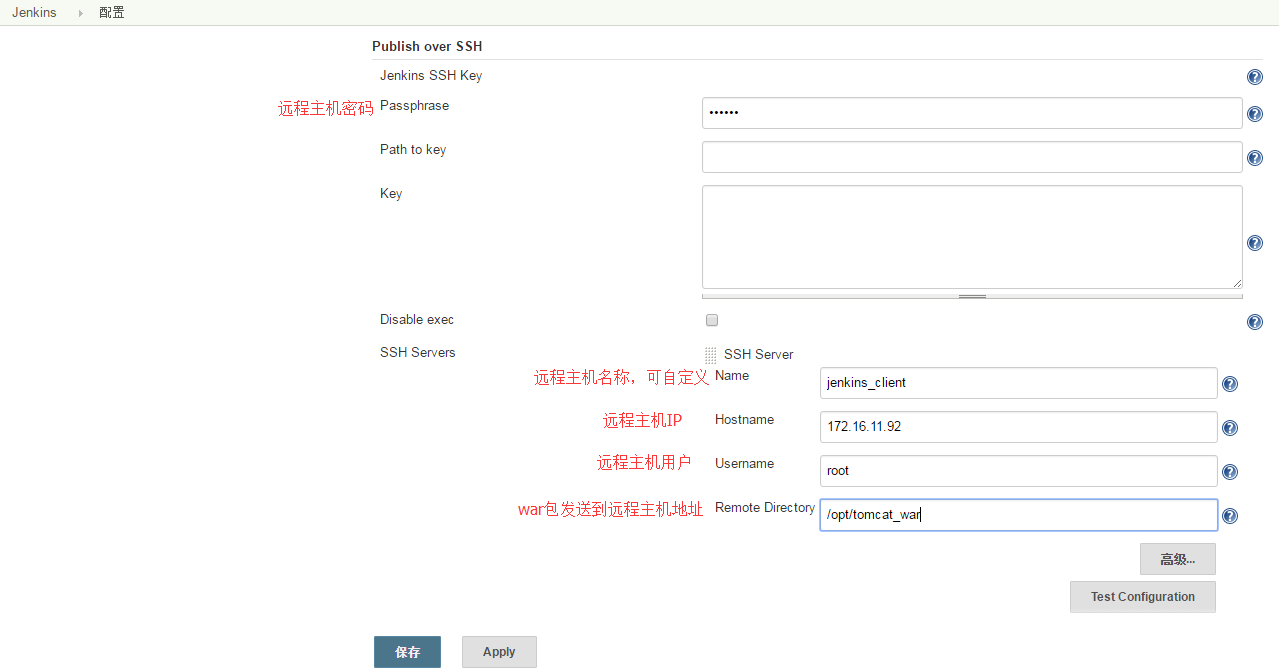 Jenkins 配置
Publish over SSH
Jenkins SSH Key
远程主机密码 Passphrase ••••••
Path to key
Key
Disable exec
SSH Servers SSH Server
远程主机名称，可自定义 Name jenkins_client
远程主机IP Hostname 172.16.11.92
远程主机用户 Username root
war包发送到远程主机地址 Remote Directory /opt/tomcat_war
高级...
Test Configuration
保存 Apply